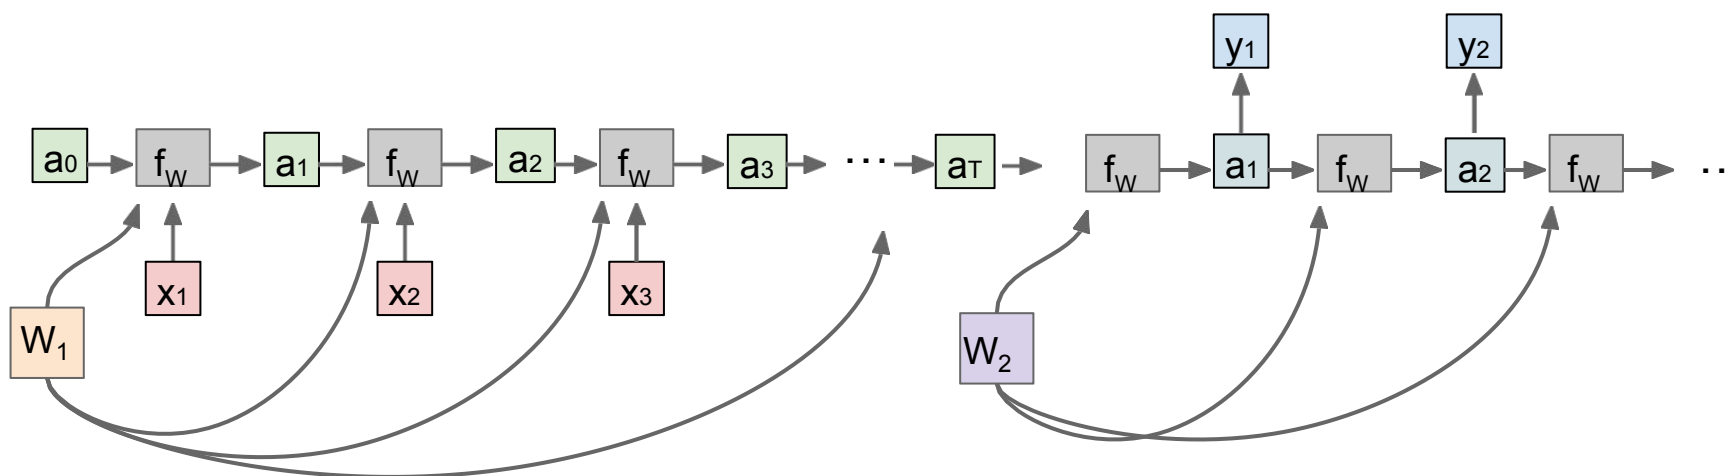 y1 y2
a0 fW a1 fW a2 fW a3 ... aT fW a1 fW a2 fW ..
x1 x2 x3
W1 W2